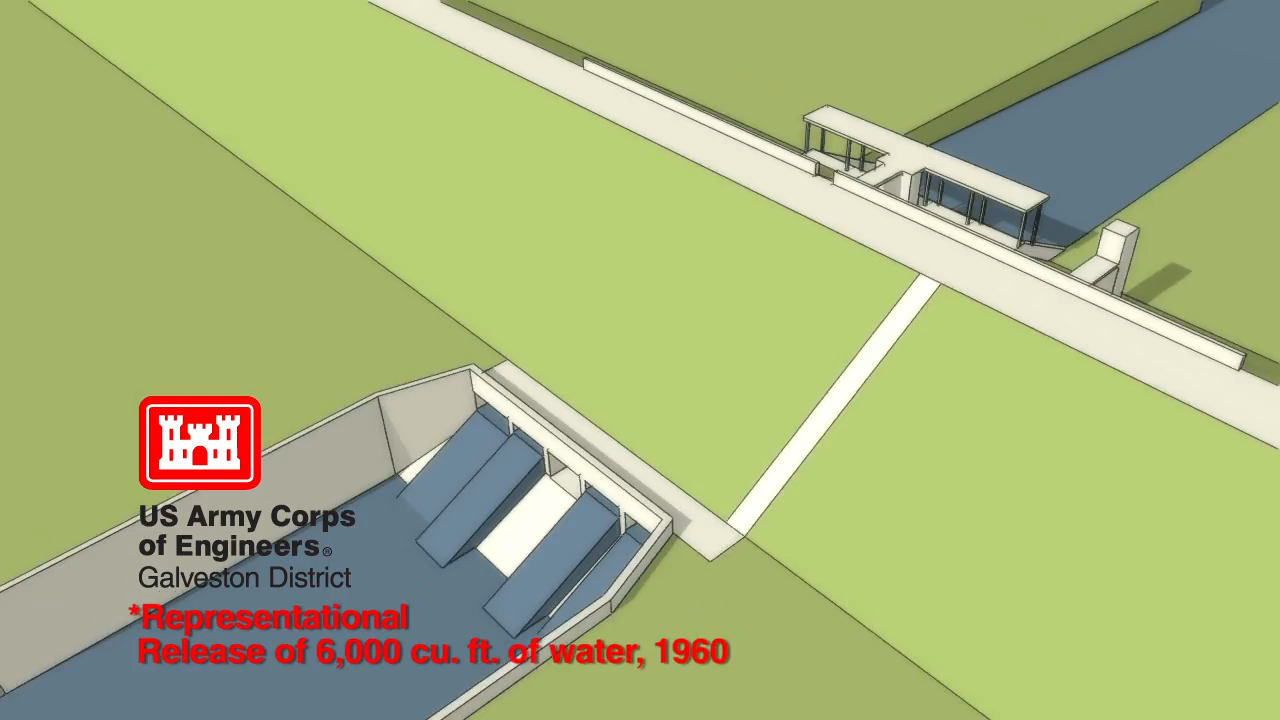 US Army Corps
of Engineers®
Galveston District
*Representational
Release of 6,000 cu. ft. of water, 1960